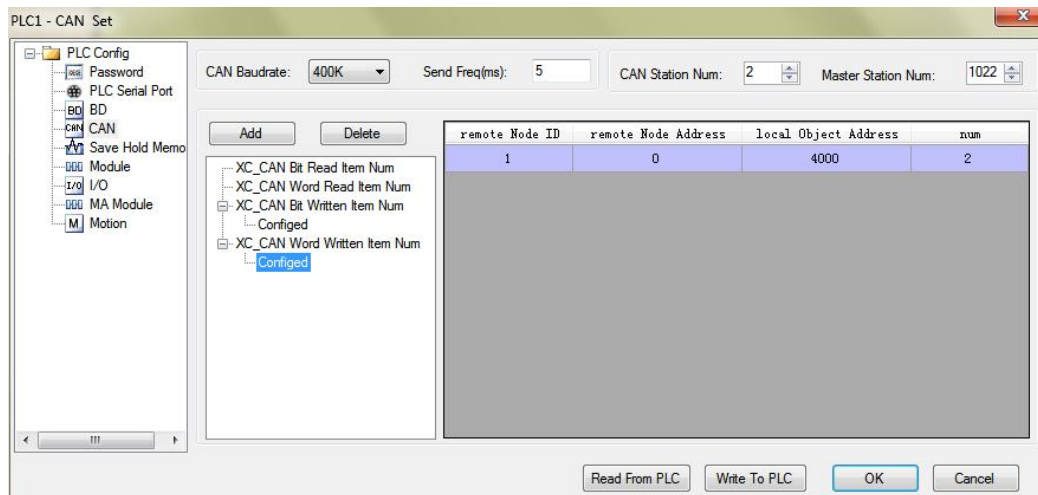 PLC1 - CAN Set
PLC Config
Password
PLC Serial Port
BD BD
CAN CAN
Save Hold Memo
Module
I/O I/O
MA Module
M Motion
CAN Baudrate: 400K Send Freq(ms): 5 CAN Station Num: 2 Master Station Num: 1022
Add Delete
XC_CAN Bit Read Item Num
XC_CAN Word Read Item Num
XC_CAN Bit Written Item Num
Configed
XC_CAN Word Written Item Num
Configed
remote Node ID remote Node Address local Object Address num
1 0 4000 2
Read From PLC Write To PLC OK Cancel